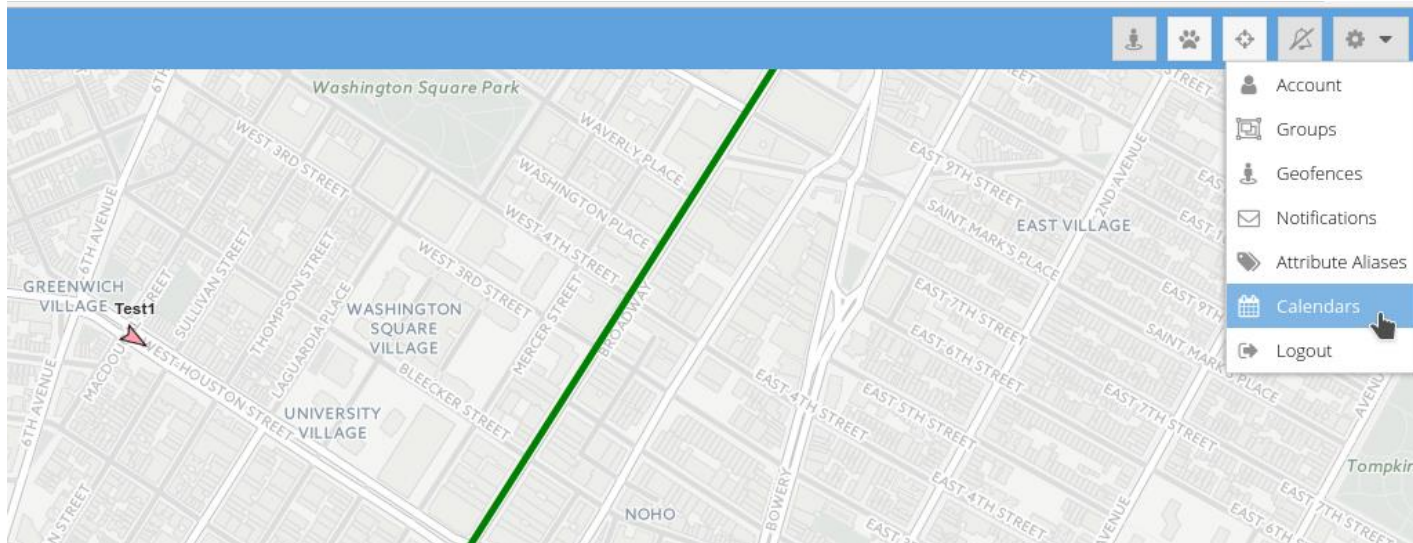 Account
Groups
Geofences
Notifications
Attribute Aliases
Calendars
Logout
Washington Square Park
6TH AVENUE
WEST 3RD STREET
WAVERLY PLACE
WASHINGTON PLACE
WEST 4TH STREET
WEST 3RD STREET
EAST 9TH STREET
SAINT MARK'S PLACE
2ND AVENUE
EAST VILLAGE
GREENWICH
VILLAGE
Test1
SULLIVAN STREET
THOMPSON STREET
LAGUARDIA PLACE
WASHINGTON
SQUARE
VILLAGE
MERCER STREET
BROADWAY
BLEECKER STREET
WEST HOUSTON STREET
UNIVERSITY
VILLAGE
6TH AVENUE
EAST 7TH STREET
EAST 6TH STREET
EAST 4TH STREET
EAST 5TH STREET
EAST 7TH STREET
EAST 4TH STREET
BOWERY
NOHO
Tompkin